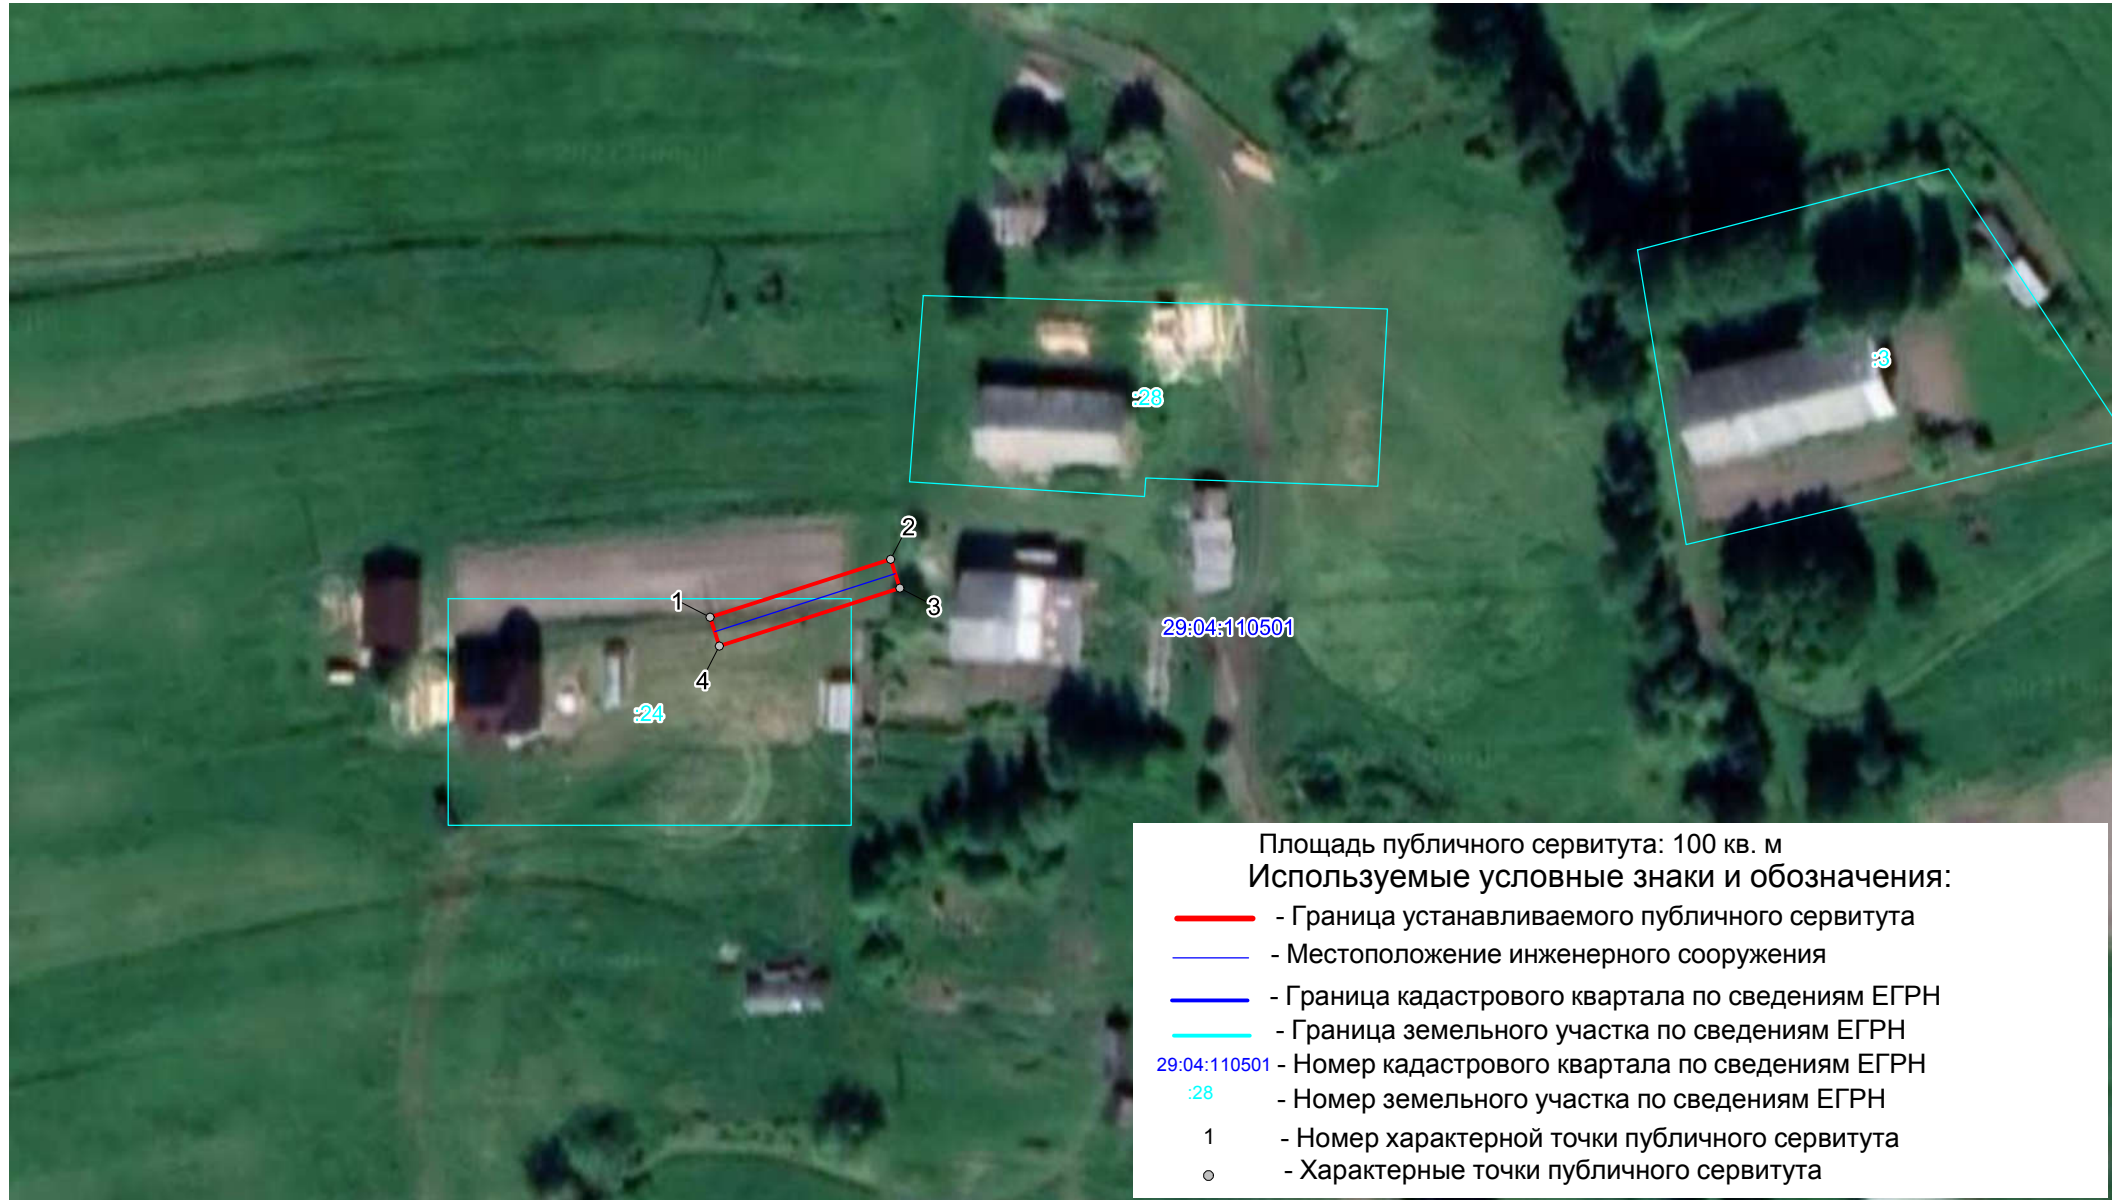 :3
:28
2
1
3
29:04:110501
4
:24
Площадь публичного сервитута: 100 кв. м
Используемые условные знаки и обозначения:
- Граница устанавливаемого публичного сервитута
- Местоположение инженерного сооружения
- Граница кадастрового квартала по сведениям ЕГРН
- Граница земельного участка по сведениям ЕГРН
29:04:110501 - Номер кадастрового квартала по сведениям ЕГРН
:28 - Номер земельного участка по сведениям ЕГРН
1 - Номер характерной точки публичного сервитута
- Характерные точки публичного сервитута